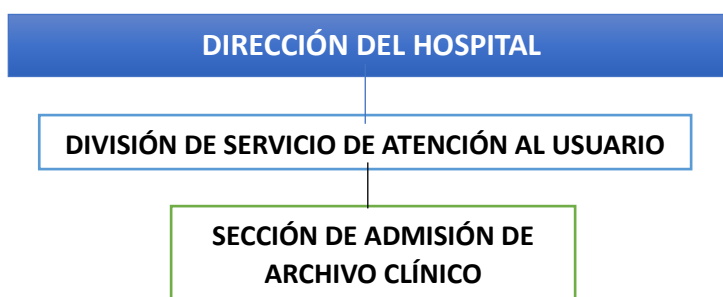 DIRECCIÓN DEL HOSPITAL
DIVISIÓN DE SERVICIO DE ATENCIÓN AL USUARIO
SECCIÓN DE ADMISIÓN DE
ARCHIVO CLÍNICO